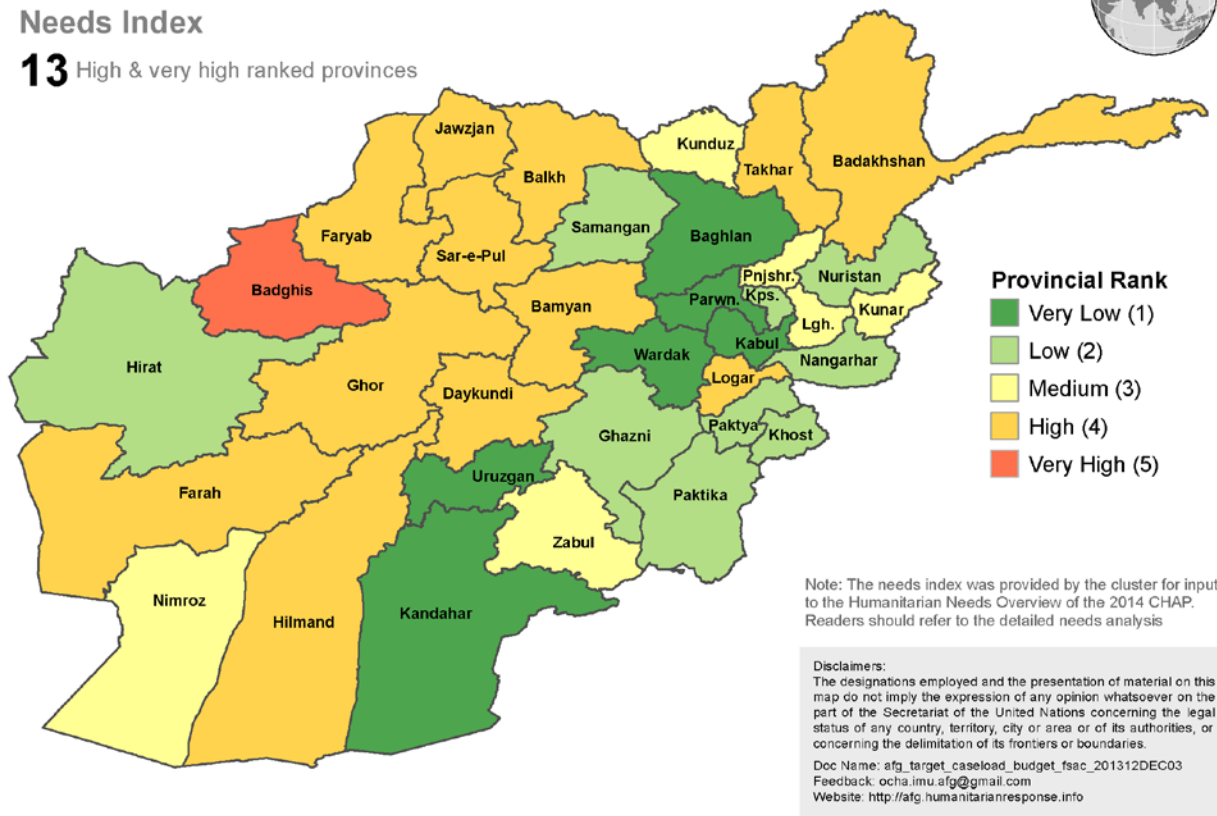 Needs Index
13 High & very high ranked provinces
Jawzjan
Kunduz
Balkh
Takhar
Badakhshan
Samangan
Faryab
Baghlan
Sar-e-Pul
Pnjshr.
Nuristan
Badghis
Parwn.
Kps.
Bamyan
Kunar
Lgh.
Kabul
Wardak
Nangarhar
Hirat
Logar
Ghor
Daykundi
Paktya
Khost
Ghazni
Uruzgan
Farah
Paktika
Zabul
Nimroz
Hilmand
Kandahar
Provincial Rank
Very Low (1)
Low (2)
Medium (3)
High (4)
Very High (5)
Note: The needs index was provided by the cluster for input
to the Humanitarian Needs Overview of the 2014 CHAP.
Readers should refer to the detailed needs analysis
Disclaimers:
The designations employed and the presentation of material on this
map do not imply the expression of any opinion whatsoever on the
part of the Secretariat of the United Nations concerning the legal
status of any country, territory, city or area or of its authorities, or
concerning the delimitation of its frontiers or boundaries.
Doc Name: afg_target_caseload_budget_fsac_201312DEC03
Feedback: ocha.imu.afg@gmail.com
Website: http://afg.humanitarianresponse.info